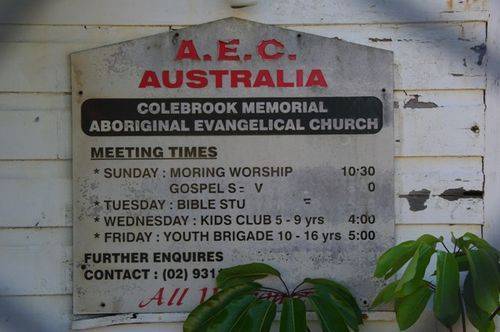 A.E.C.
AUSTRALIA
COLEBROOK MEMORIAL
ABORIGINAL EVANGELICAL CHURCH
MEETING TIMES
* SUNDAY : MORING WORSHIP 10:30
GOSPEL S= V 0
* TUESDAY : BIBLE STU =
* WEDNESDAY : KIDS CLUB 5 - 9 yrs 4:00
* FRIDAY : YOUTH BRIGADE 10 - 16 yrs 5:00
FURTHER ENQUIRES
CONTACT : (02) 931
All